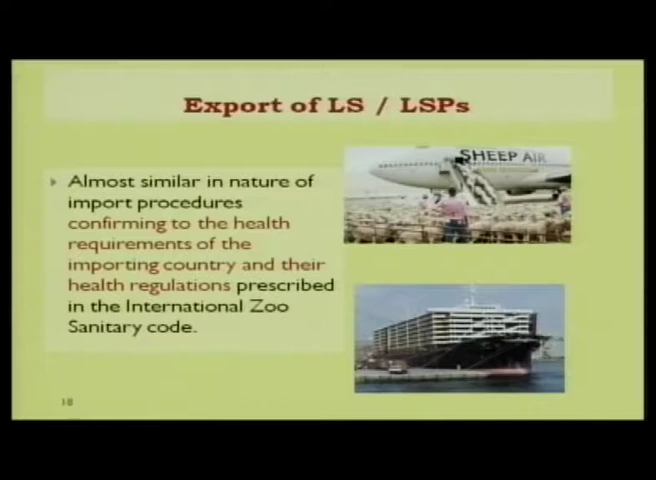 Export of LS / LSPs
Almost similar in nature of
import procedures
confirming to the health
requirements of the
importing country and their
health regulations prescribed
in the International Zoo
Sanitary code.
SHEEP AIR
18